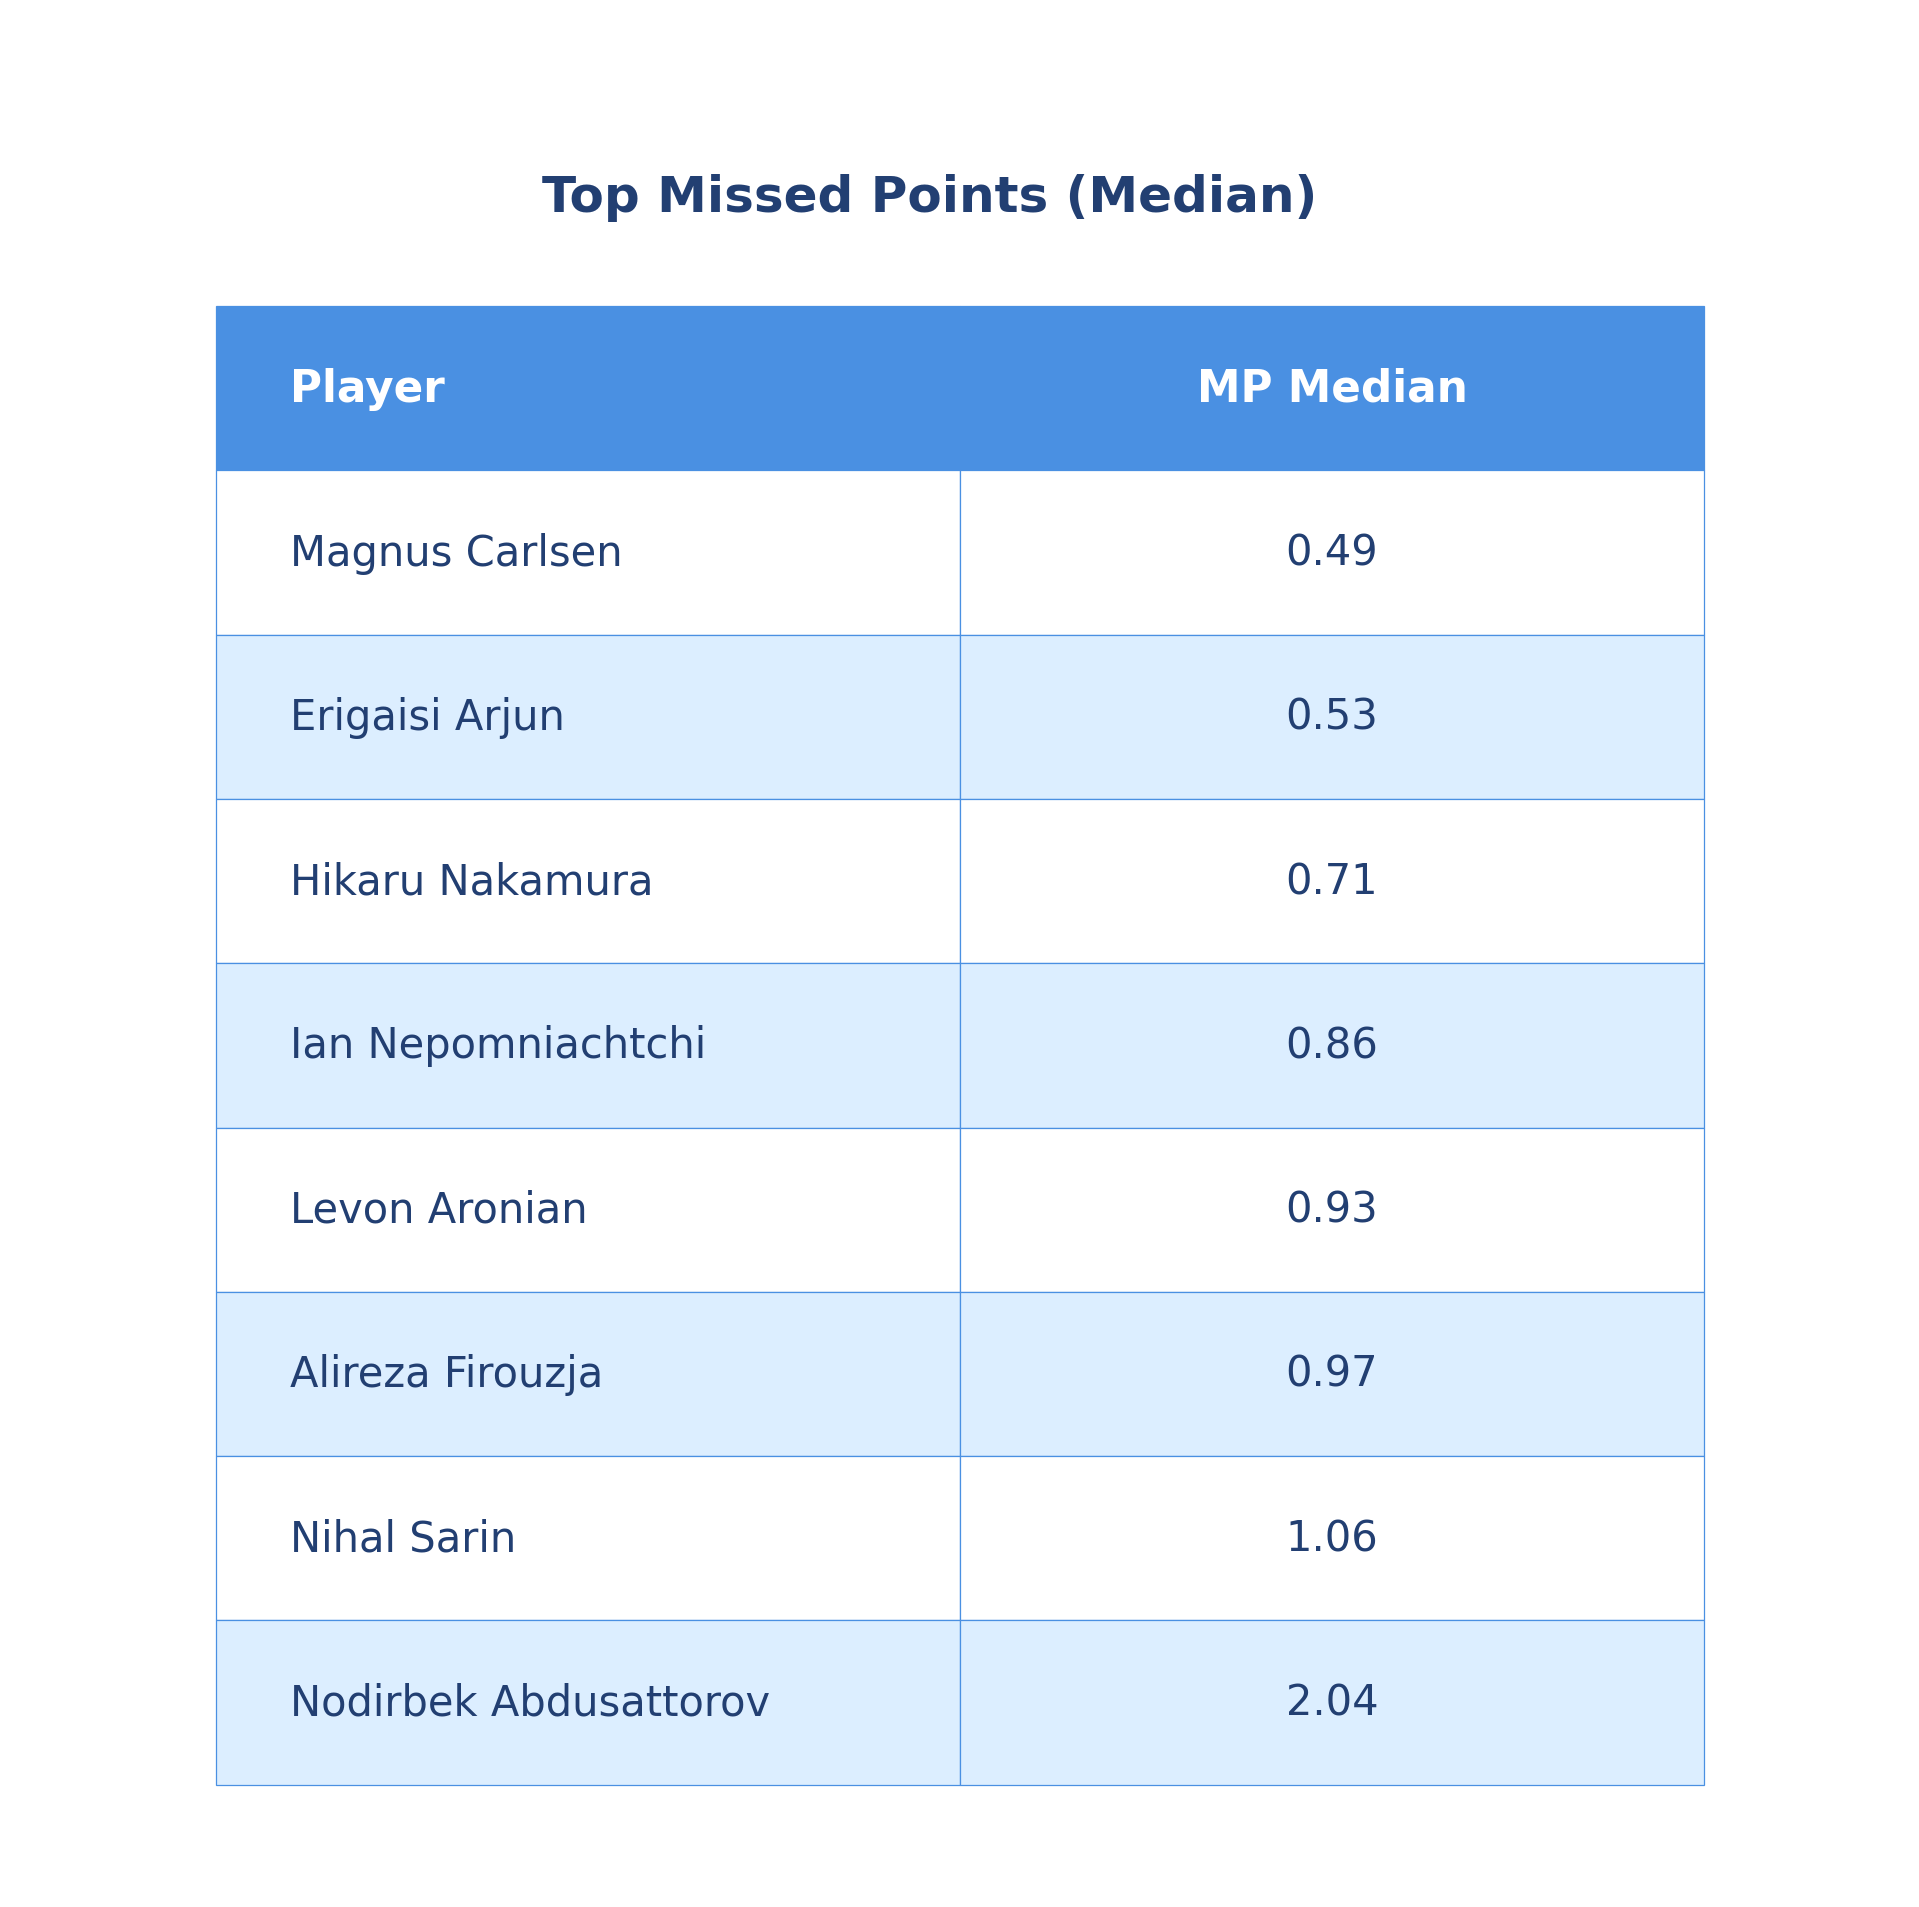 Top Missed Points (Median)
Player MP Median
Magnus Carlsen 0.49
Erigaisi Arjun 0.53
Hikaru Nakamura 0.71
Ian Nepomniachtchi 0.86
Levon Aronian 0.93
Alireza Firouzja 0.97
Nihal Sarin 1.06
Nodirbek Abdusattorov 2.04